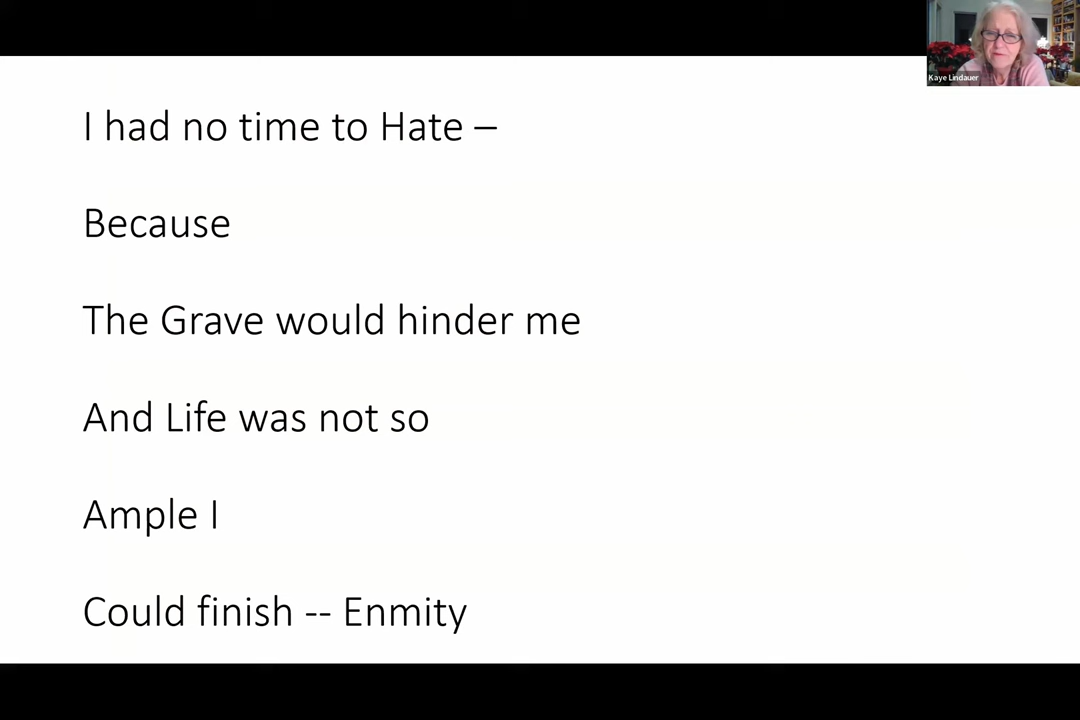 Kaye Lindauer
I had no time to Hate –
Because
The Grave would hinder me
And Life was not so
Ample I
Could finish -- Enmity